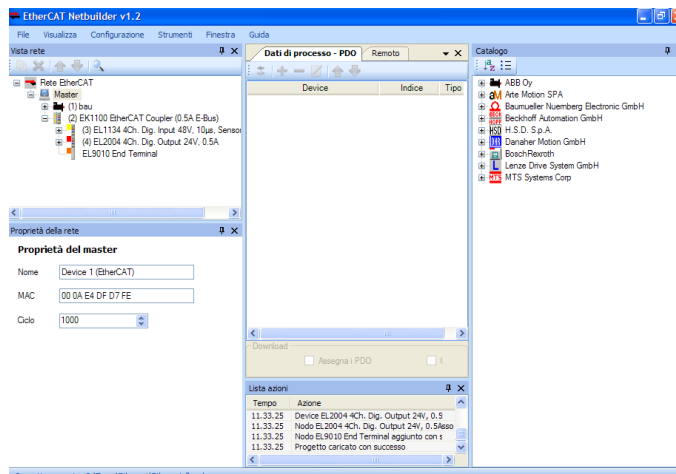 EtherCAT Netbuilder v1.2
File Visualizza Configurazione Strumenti Finestra Guida
Vista rete
Rete EtherCAT
Master
(1) bau
(2) EK1100 EtherCAT Coupler (0.5A E-Bus)
(3) EL1134 4Ch. Dig. Input 48V, 10µs, Sensor
(4) EL2004 4Ch. Dig. Output 24V, 0.5A
EL9010 End Terminal
Proprietà della rete
Proprietà del master
Nome Device 1 (EtherCAT)
MAC 00 0A E4 DF D7 FE
Ciclo 1000
Dati di processo - PDO Remoto
Device Indice Tipo
Download
Assegna i PDO
Lista azioni
Tempo Azione
11.33.25 Device EL2004 4Ch. Dig. Output 24V, 0.5
11.33.25 Nodo EL2004 4Ch. Dig. Output 24V, 0.5Asso
11.33.25 Nodo EL9010 End Terminal aggiunto con s
11.33.25 Progetto caricato con successo
Catalogo
ABB Oy
Arte Motion SPA
Baumueller Nuernberg Electronic GmbH
Beckhoff Automation GmbH
H.S.D. S.p.A.
Danaher Motion GmbH
BoschRexroth
Lenze Drive System GmbH
MTS Systems Corp